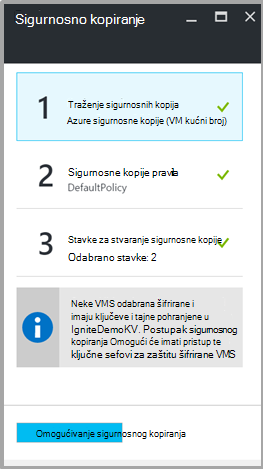 Sigurnosno kopiranje
1
Traženje sigurnosnih kopija
Azure sigurnosne kopije (VM kućni broj)
2
Sigurnosne kopije pravila
DefaultPolicy
3
Stavke za stvaranje sigurnosne kopije
Odabrano stavke: 2
Neke VMS odabrana šifrirane i
imaju ključeve i tajne pohranjene u
IgniteDemoKV. Postupak sigurnosnog
kopiranja Omogući će imati pristup te
ključne sefovi za zaštitu šifrirane VMS
Omogućivanje sigurnosnog kopiranja